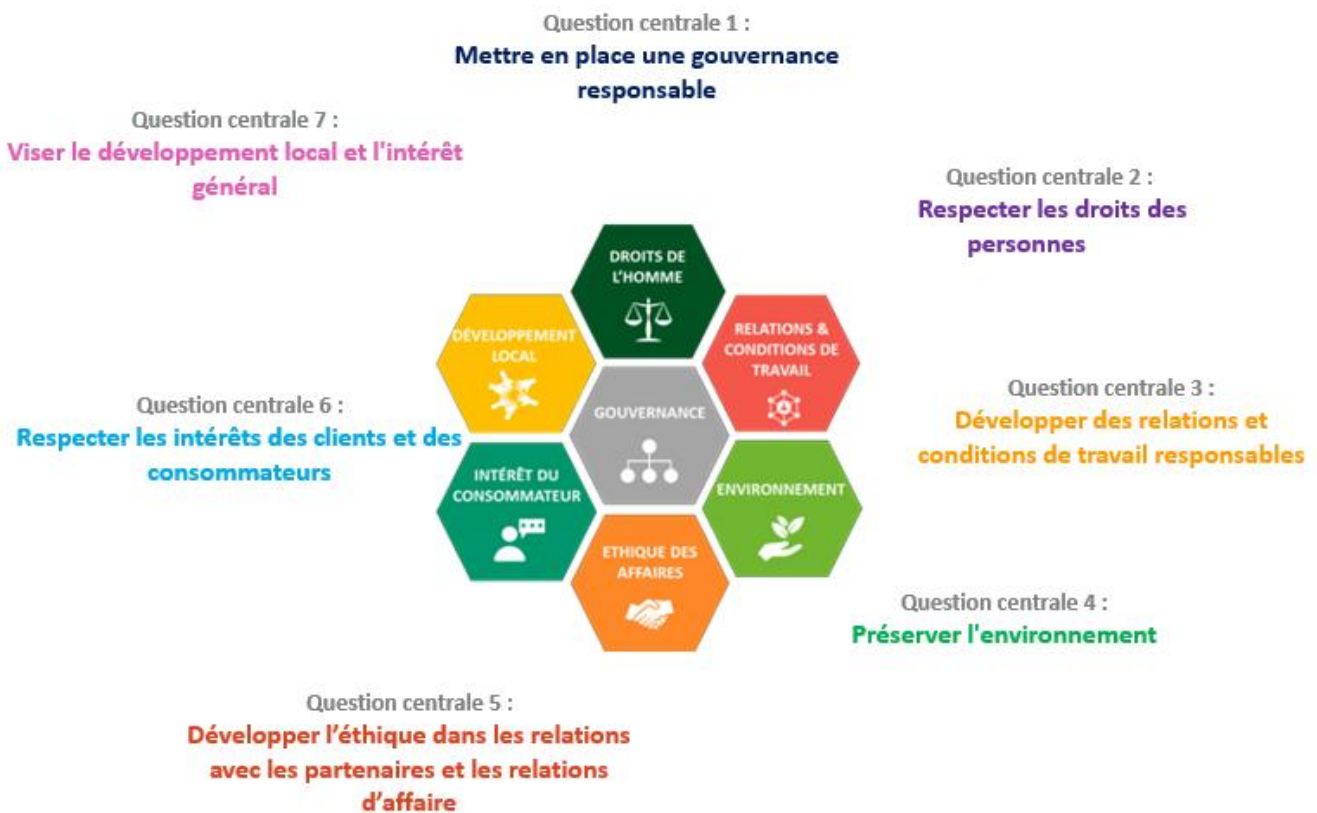 Question centrale 1 :
Mettre en place une gouvernance
responsable
Question centrale 7 :
Viser le développement local et l'intérêt
général
Question centrale 2 :
Respecter les droits des
personnes
DROITS DE
L'HOMME
DÉVELOPPEMENT
LOCAL
RELATIONS &
CONDITIONS DE
TRAVAIL
Question centrale 6 :
Respecter les intérêts des clients et des
consommateurs
GOUVERNANCE
Question centrale 3 :
Développer des relations et
conditions de travail responsables
INTÉRÊT DU
CONSOMMATEUR
ENVIRONNEMENT
ETHIQUE DES
AFFAIRES
Question centrale 4 :
Préserver l'environnement
Question centrale 5 :
Développer l’éthique dans les relations
avec les partenaires et les relations
d’affaire